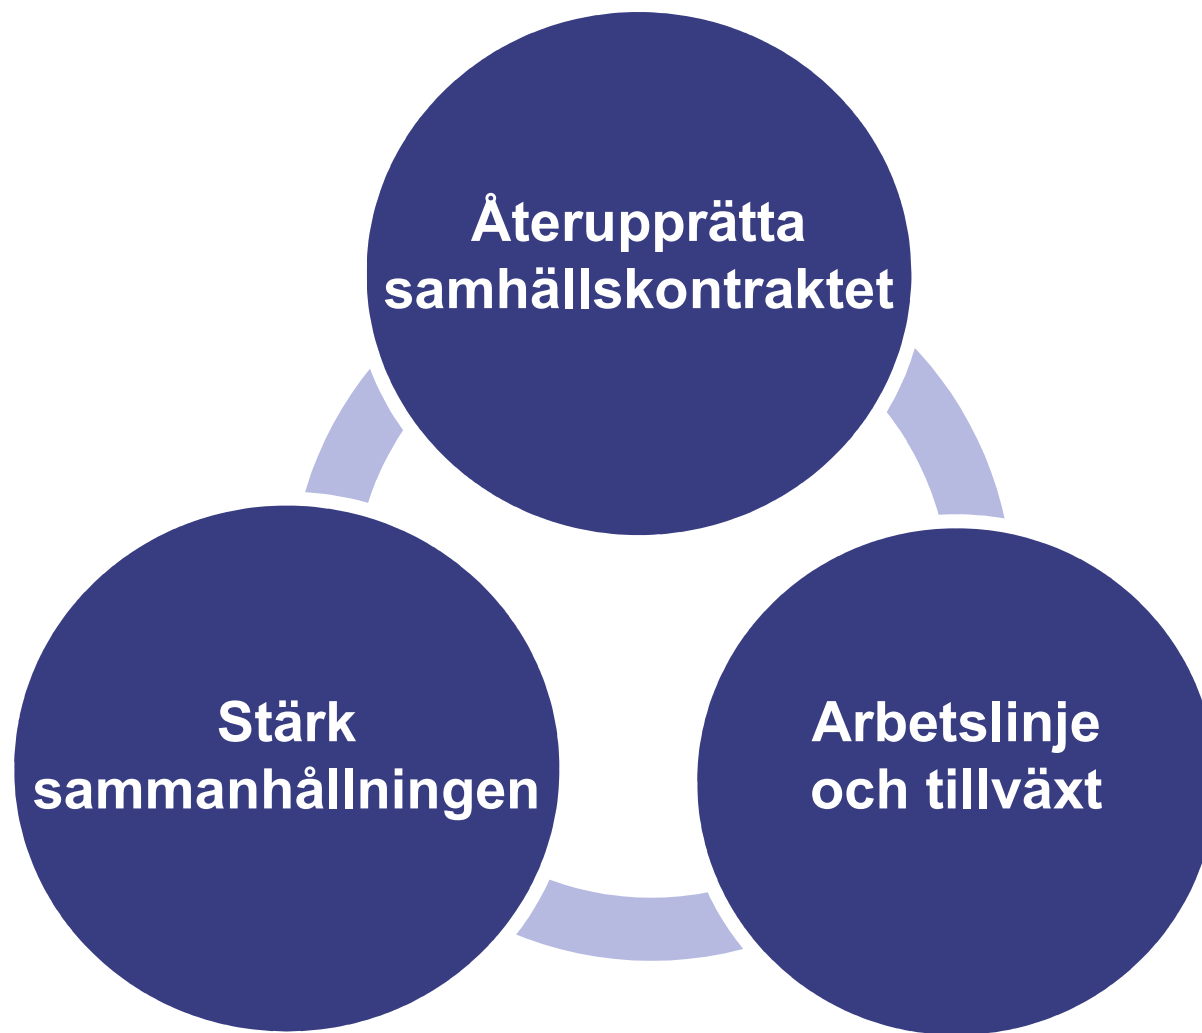 Återupprätta
samhällskontraktet
Stärk
sammanhållningen
Arbetslinje
och tillväxt